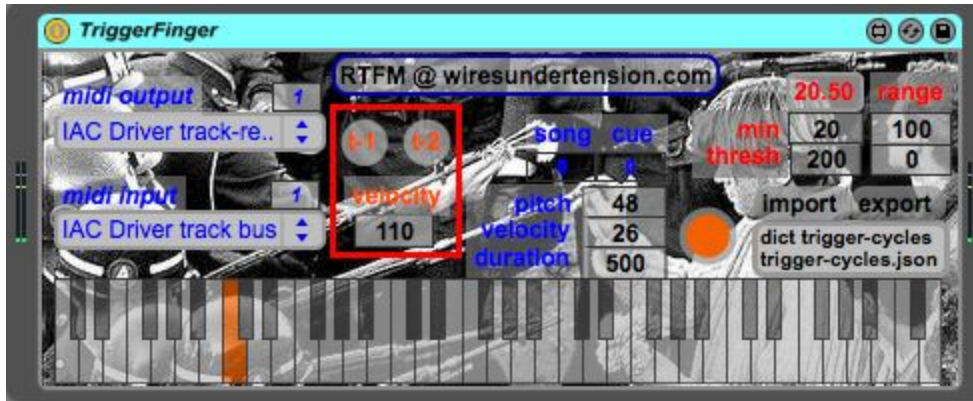 TriggerFinger
RTFM @ wiresundertension.com
midi output 1
IAC Driver track-re..
midi input 1
IAC Driver track bus
t-1 t-2
velocity
110
song cue
pitch 48
velocity 26
duration 500
20.50 range
min 20 100
thresh 200 0
import export
dict trigger-cycles
trigger-cycles.json